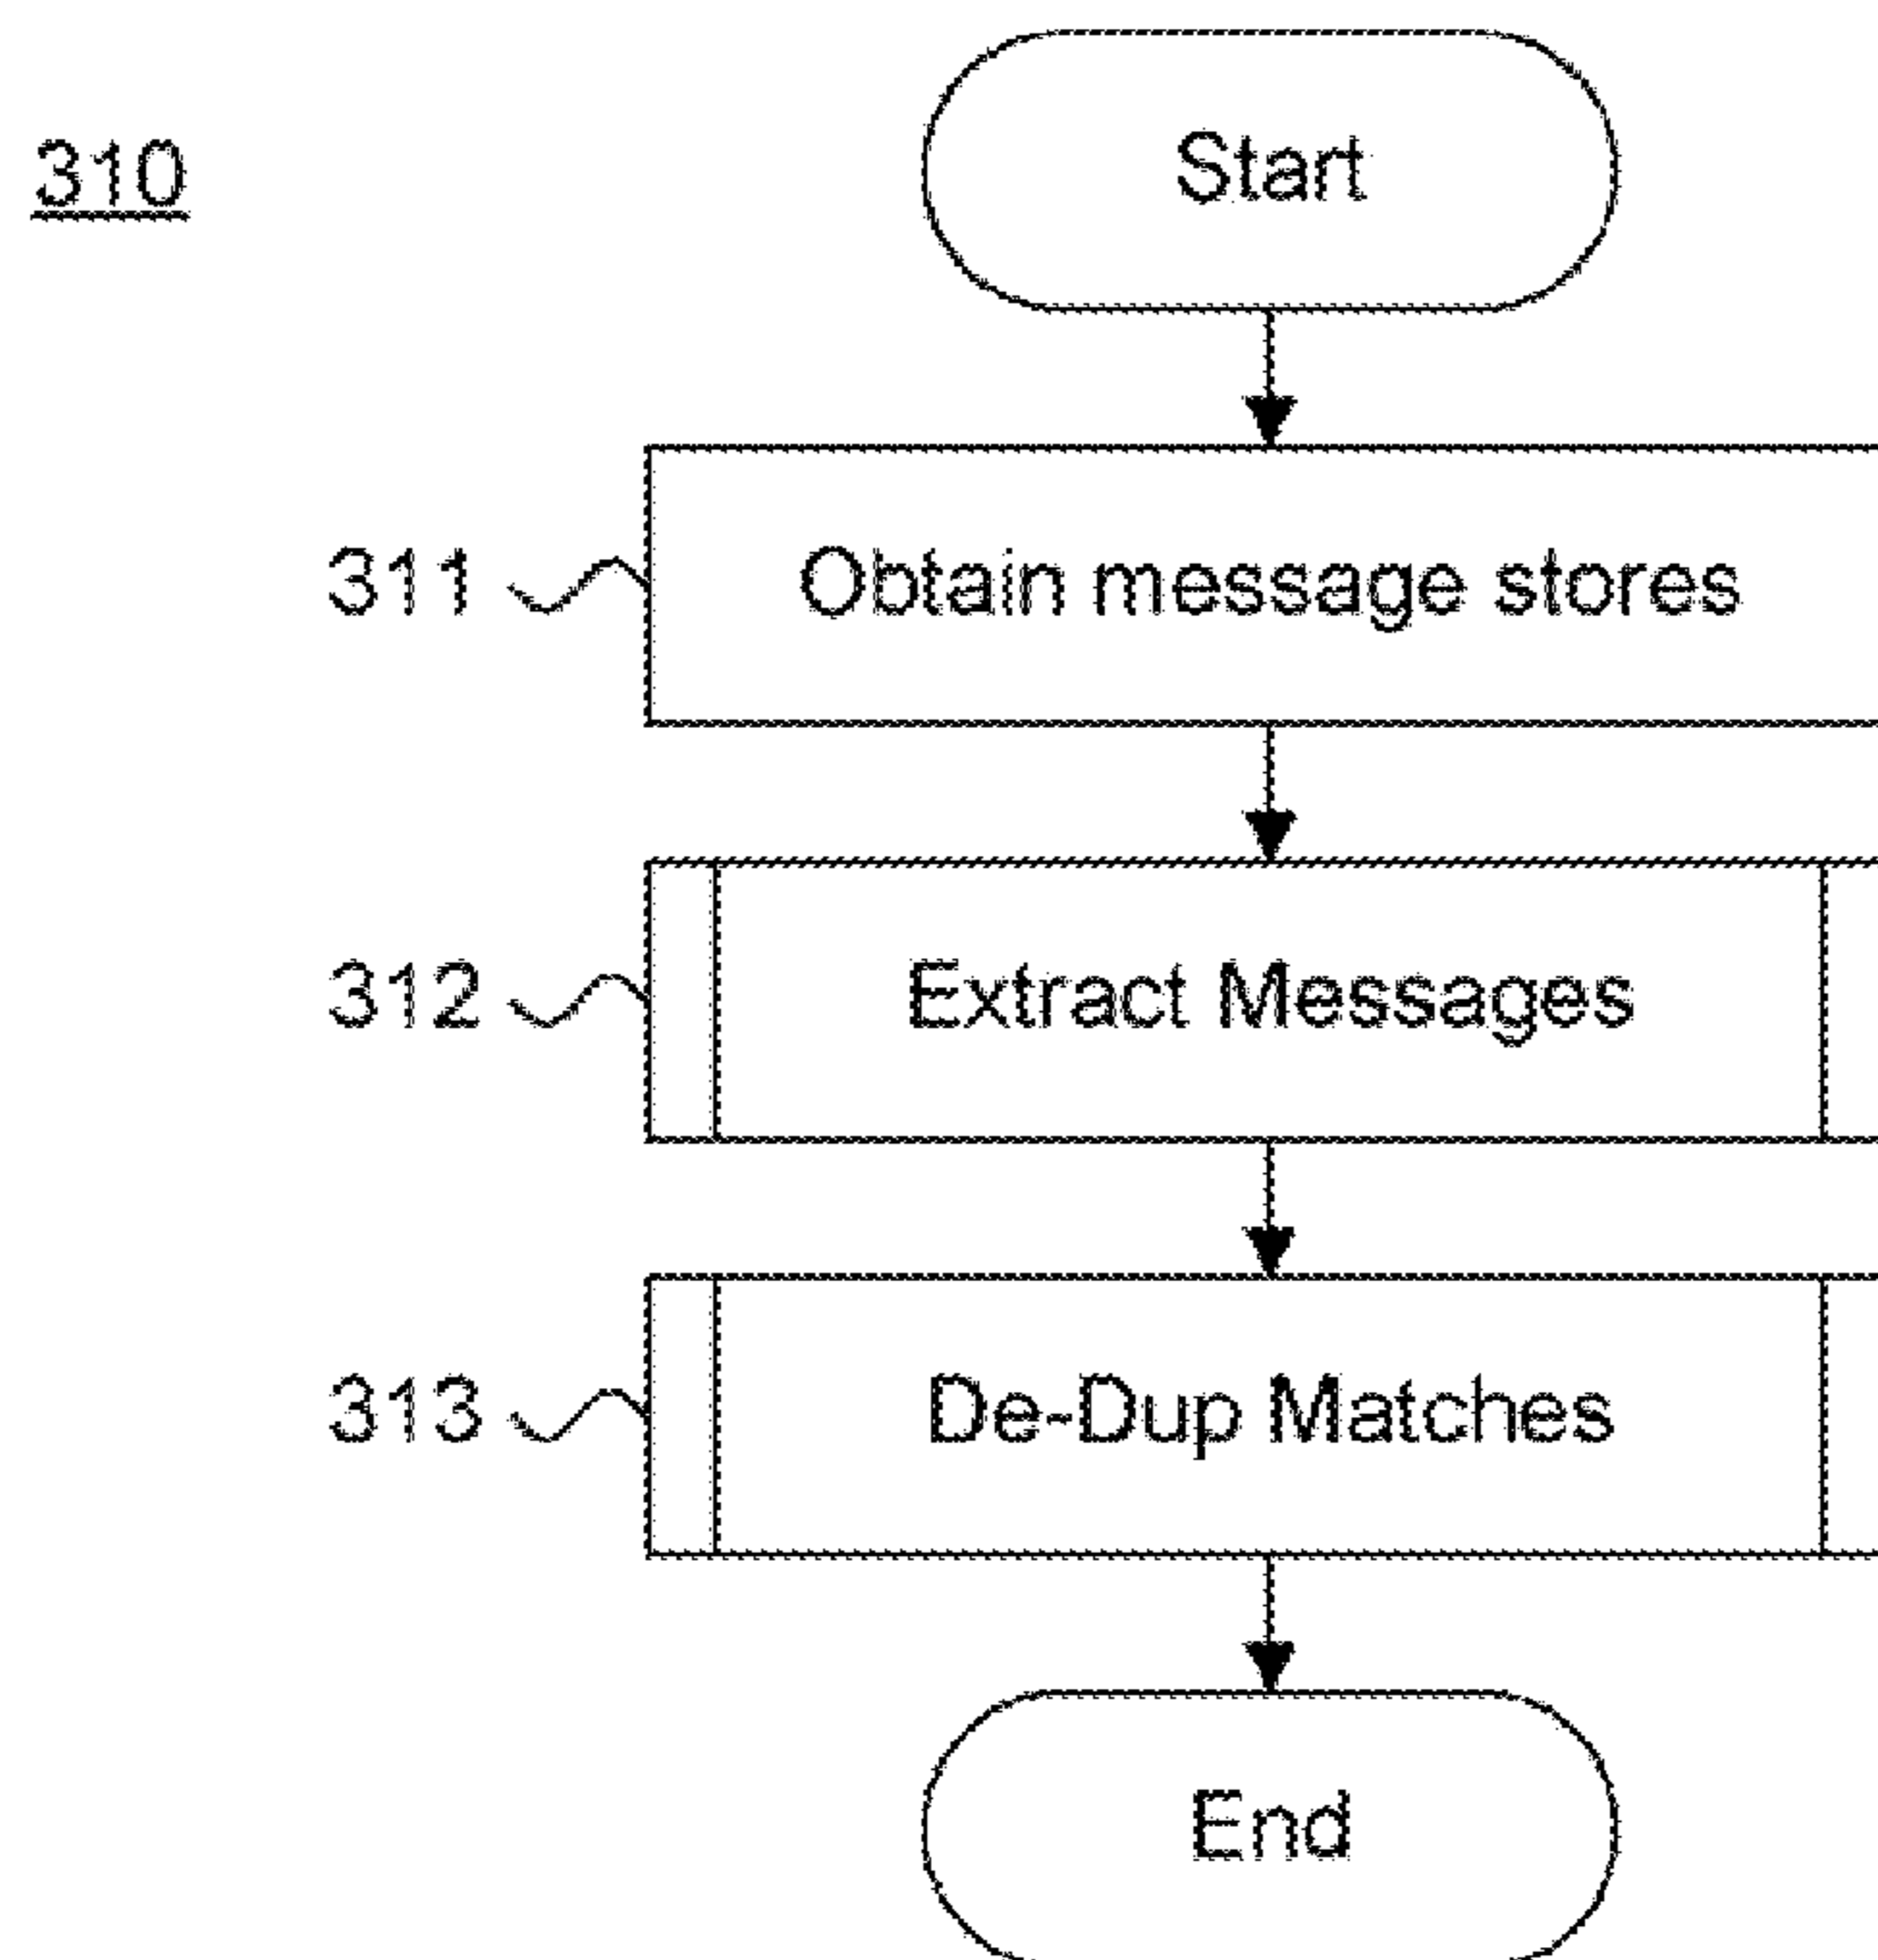 310
Start
311 Obtain message stores
312 Extract Messages
313 De-Dup Matches
End